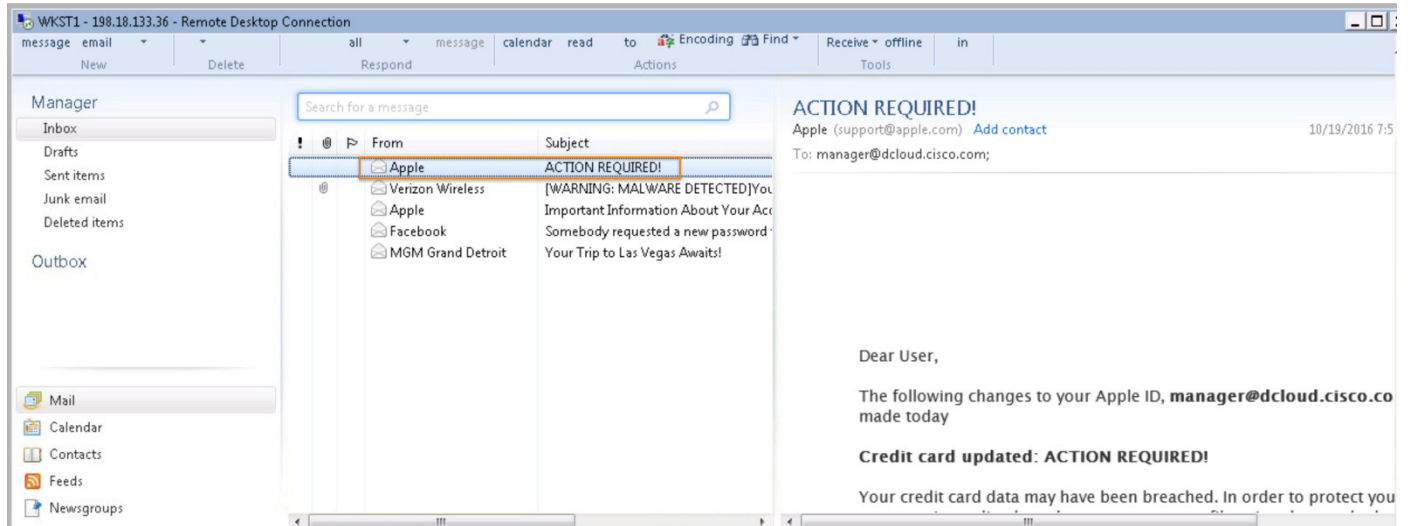 WKST1 - 198.18.133.36 - Remote Desktop Connection
message email all message calendar read to Encoding Find Receive offline in
New Delete Respond Actions Tools
Manager
Inbox
Drafts
Sent items
Junk email
Deleted items
Outbox
Mail
Calendar
Contacts
Feeds
Newsgroups
Search for a message
! From Subject
Apple ACTION REQUIRED!
Verizon Wireless [WARNING: MALWARE DETECTED]You
Apple Important Information About Your Acc
Facebook Somebody requested a new password
MGM Grand Detroit Your Trip to Las Vegas Awaits!
ACTION REQUIRED!
Apple (support@apple.com) Add contact 10/19/2016 7:5
To: manager@dcloud.cisco.com;
Dear User,
The following changes to your Apple ID, manager@dcloud.cisco.co
made today
Credit card updated: ACTION REQUIRED!
Your credit card data may have been breached. In order to protect you